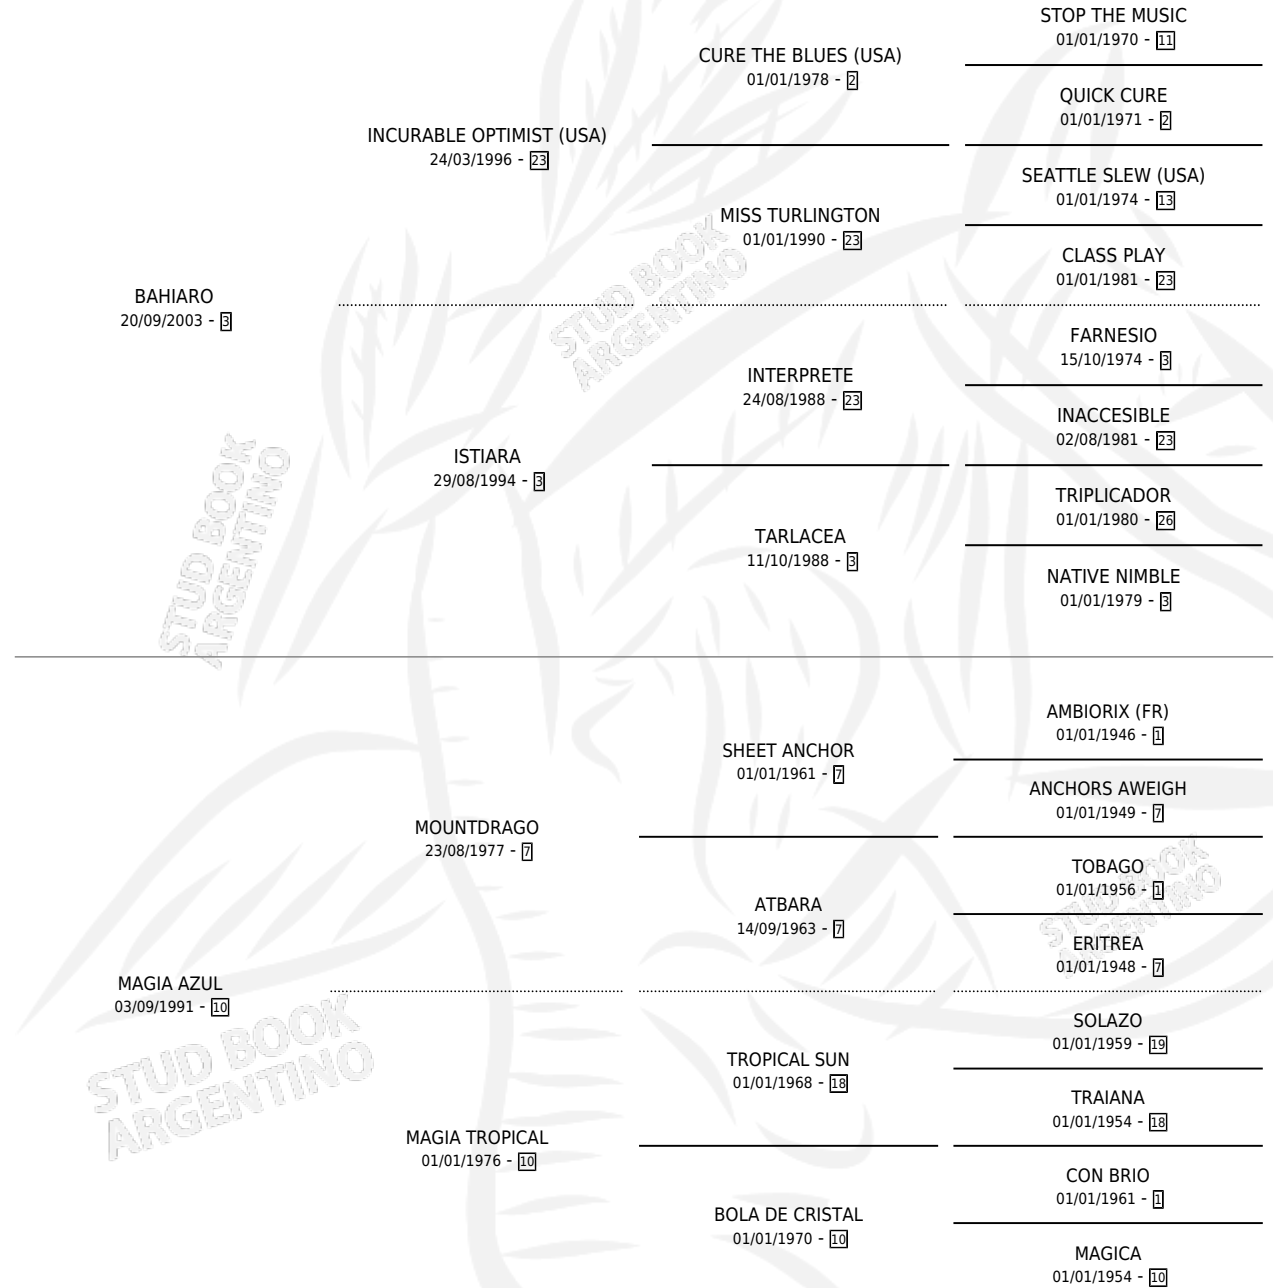 STOP THE MUSIC
01/01/1970 - 11
CURE THE BLUES (USA)
01/01/1978 - 2
QUICK CURE
01/01/1971 - 2
INCURABLE OPTIMIST (USA)
24/03/1996 - 23
SEATTLE SLEW (USA)
01/01/1974 - 13
MISS TURLINGTON
01/01/1990 - 23
CLASS PLAY
01/01/1981 - 23
BAHIARO
20/09/2003 - 3
STUD BOOK
ARGENTINO
FARNESIO
15/10/1974 - 3
INTERPRETE
24/08/1988 - 23
INACCESIBLE
02/08/1981 - 23
ISTIARA
29/08/1994 - 3
TRIPLICADOR
01/01/1980 - 26
TARLACEA
11/10/1988 - 3
NATIVE NIMBLE
01/01/1979 - 3
STUD BOOK
ARGENTINO
AMBIORIX (FR)
01/01/1946 - 1
SHEET ANCHOR
01/01/1961 - 7
ANCHORS AWEIGH
01/01/1949 - 7
MOUNTDRAGO
23/08/1977 - 7
TOBAGO
01/01/1956 - 1
ATBARA
14/09/1963 - 7
ERITREA
01/01/1948 - 7
STUD BOOK
ARGENTINO
MAGIA AZUL
03/09/1991 - 10
SOLAZO
01/01/1959 - 19
TROPICAL SUN
01/01/1968 - 18
TRAIANA
01/01/1954 - 18
STUD BOOK
ARGENTINO
MAGIA TROPICAL
01/01/1976 - 10
CON BRIO
01/01/1961 - 1
BOLA DE CRISTAL
01/01/1970 - 10
MAGICA
01/01/1954 - 10